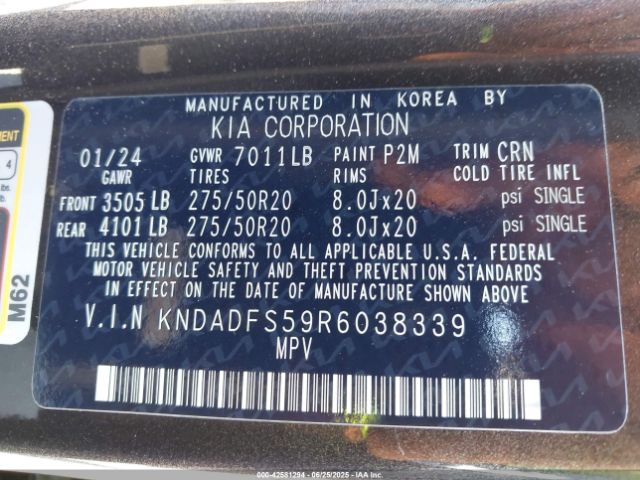 MANUFACTURED IN KOREA BY
KIA CORPORATION
01/24 GVWR 7011LB PAINT P2M TRIM CRN
GAWR TIRES RIMS COLD TIRE INFL
FRONT 3505 LB 275/50R20 8.0Jx20 psi SINGLE
REAR 4101 LB 275/50R20 8.0Jx20 psi SINGLE
THIS VEHICLE CONFORMS TO ALL APPLICABLE U.S.A. FEDERAL
MOTOR VEHICLE SAFETY AND THEFT PREVENTION STANDARDS
IN EFFECT ON THE DATE OF MANUFACTURE SHOWN ABOVE
V.I.N KNDADFS59R6038339
MPV
4
lbs.
M62
000-42581294 | 06/25/2025 - IAA Inc.